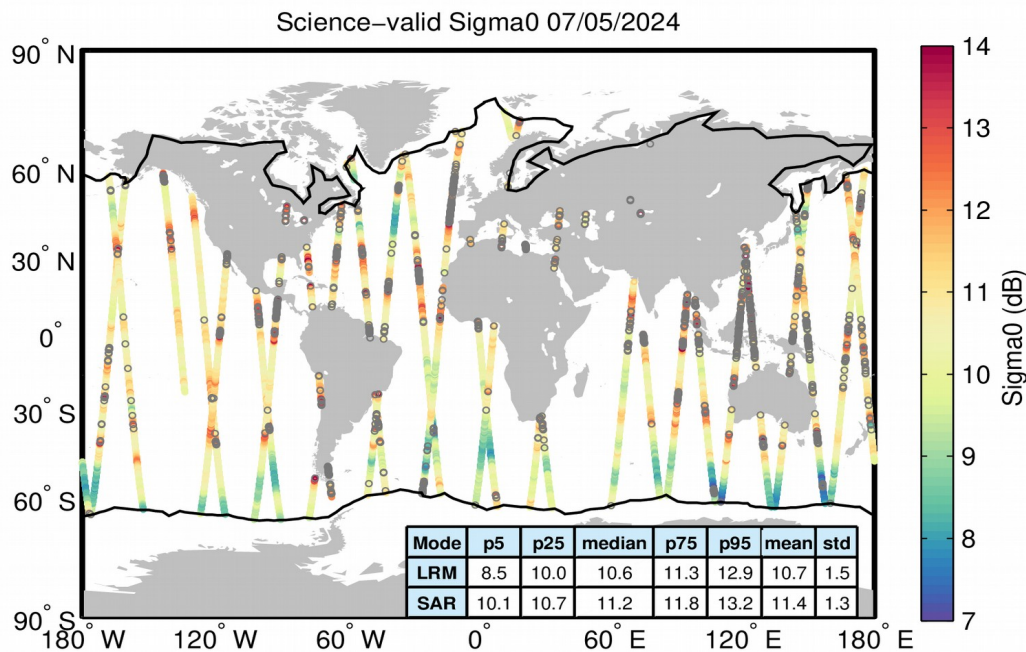 Science−valid Sigma0 07/05/2024
90° N
60° N
30° N
0°
30° S
60° S
90° S
180° W
120° W
60° W
0°
60° E
120° E
180° E
Mode p5 p25 median p75 p95 mean std
LRM 8.5 10.0 10.6 11.3 12.9 10.7 1.5
SAR 10.1 10.7 11.2 11.8 13.2 11.4 1.3
14
13
12
11
10
9
8
7
Sigma0 (dB)